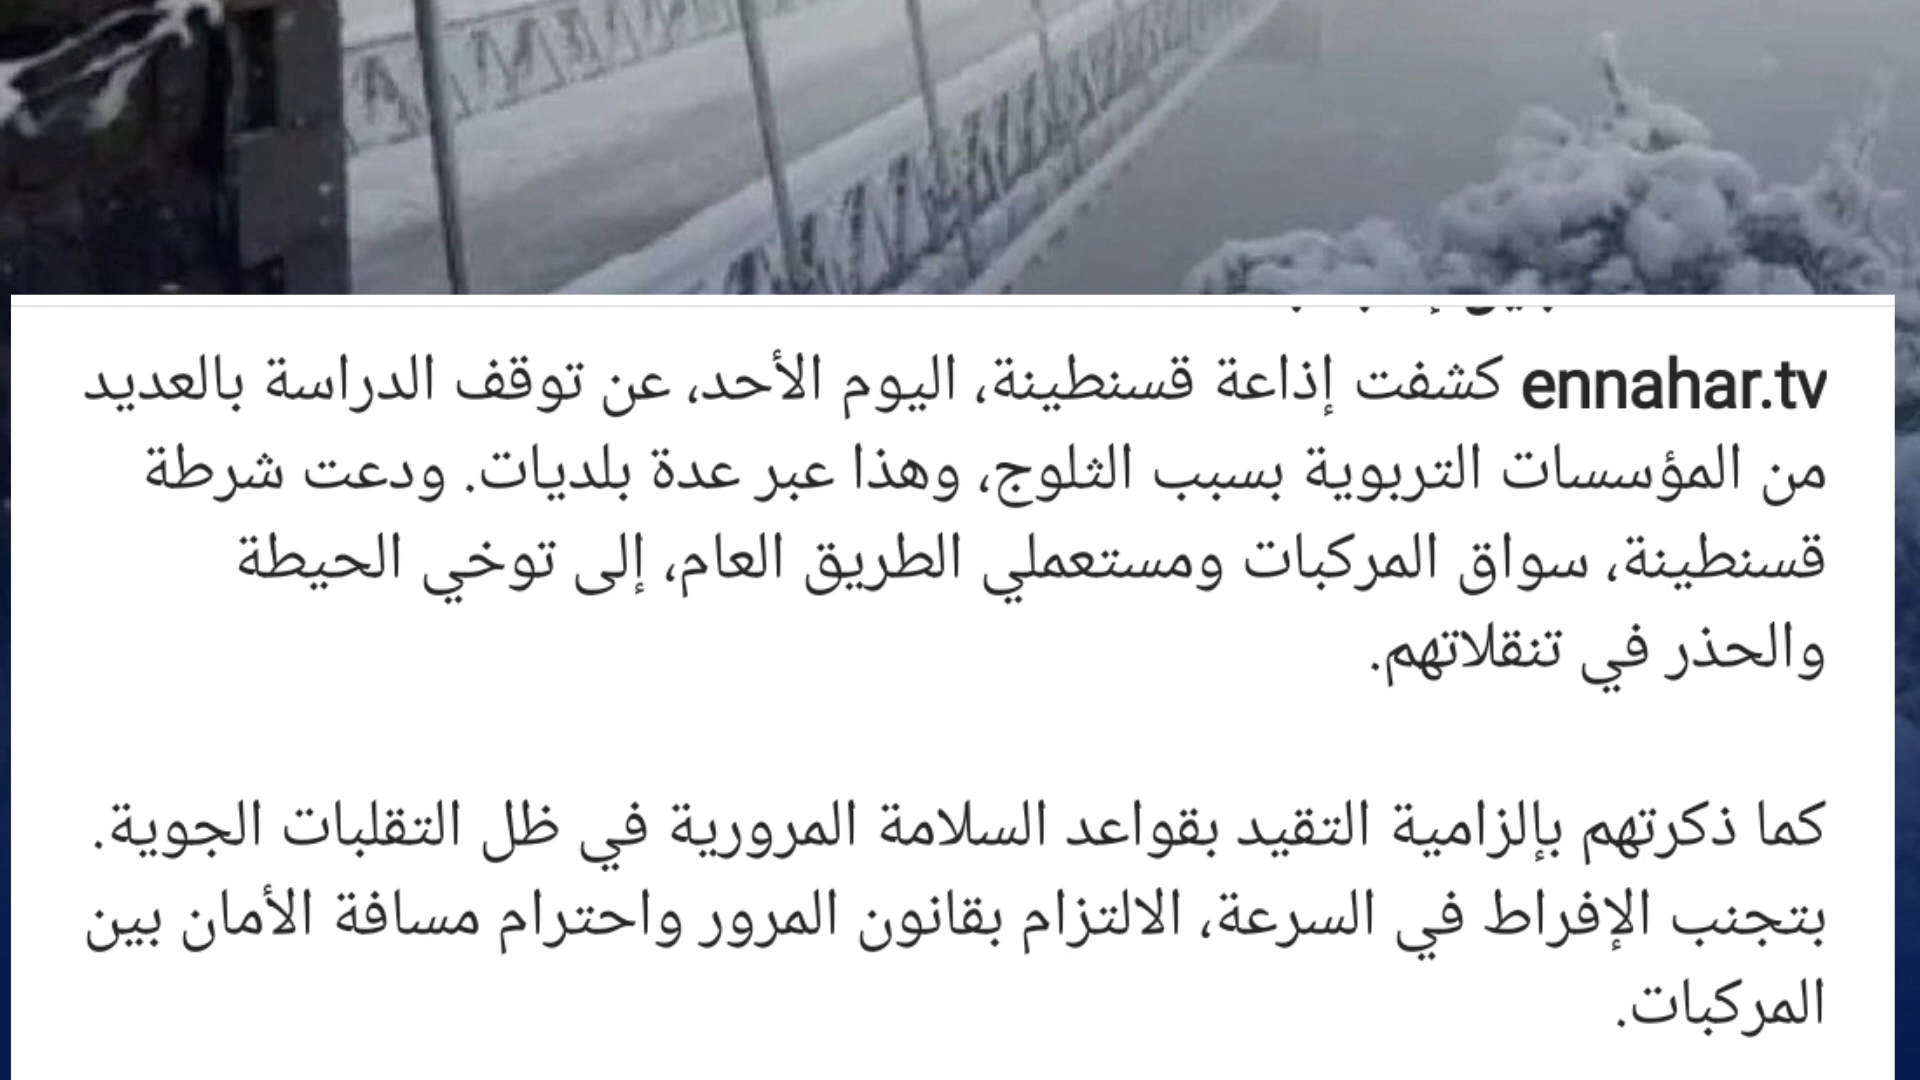 ennahar.tv كشفت إذاعة قسنطينة، اليوم الأحد، عن توقف الدراسة بالعديد
من المؤسسات التربوية بسبب الثلوج، وهذا عبر عدة بلديات. ودعت شرطة
قسنطينة، سواق المركبات ومستعملي الطريق العام، إلى توخي الحيطة
والحذر في تنقلاتهم.
كما ذكرتهم بإلزامية التقيد بقواعد السلامة المرورية في ظل التقلبات الجوية.
بتجنب الإفراط في السرعة، الالتزام بقانون المرور واحترام مسافة الأمان بين
المركبات.